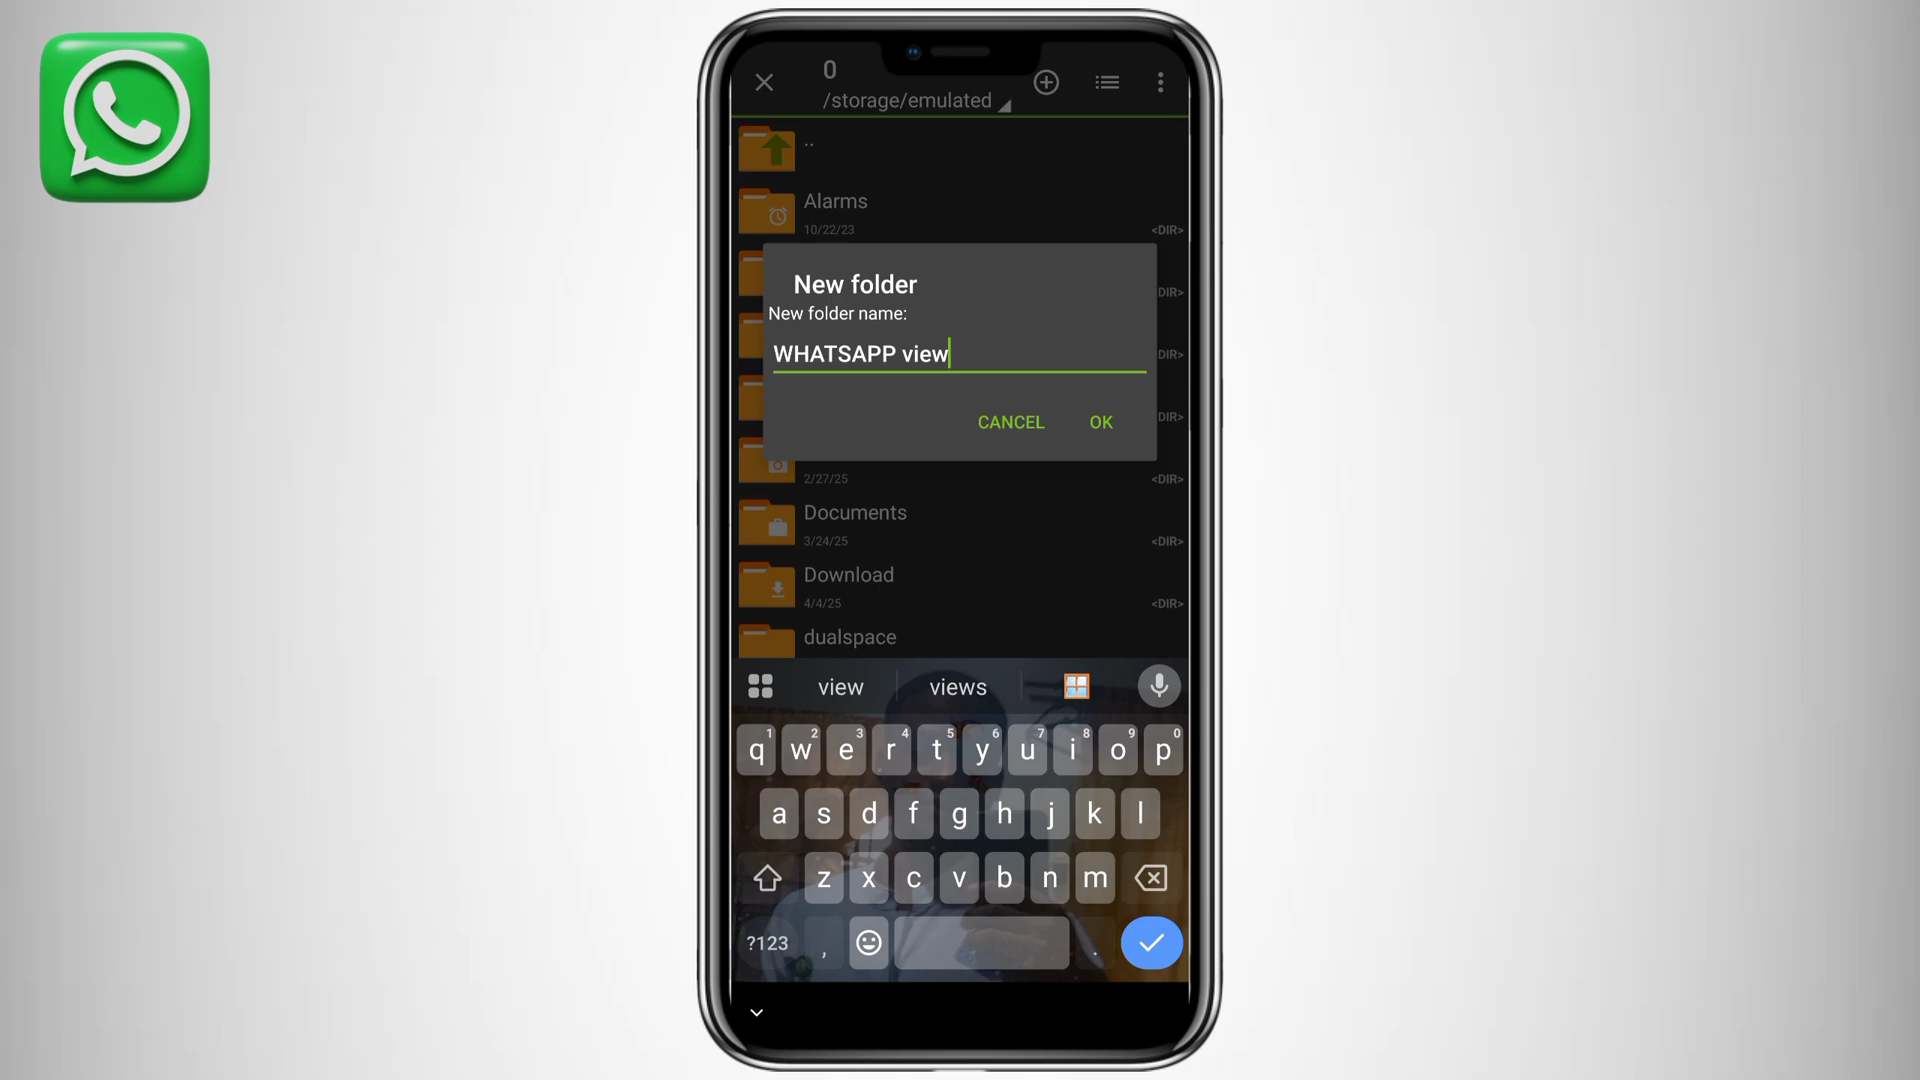 0
/storage/emulated
..
Alarms
10/22/23
<DIR>
DIR>
New folder
New folder name:
WHATSAPP view
DIR>
CANCEL OK
DIR>
2/27/25
<DIR>
Documents
3/24/25
<DIR>
Download
4/4/25
<DIR>
dualspace
view views
1 2 3 4 5 6 7 8 9 0
q w e r t y u i o p
a s d f g h j k l
z x c v b n m
?123 , .